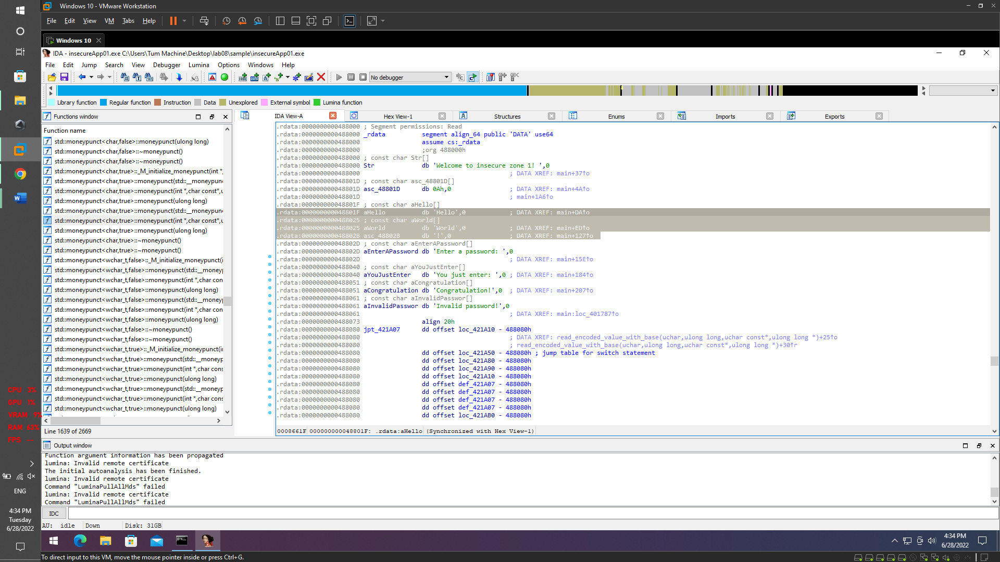 Windows 10 - VMware Workstation
File Edit View VM Tabs Help
Windows 10
IDA - insecureApp01.exe C:\Users\Tum Machine\Desktop\lab08\sample\insecureApp01.exe
File Edit Jump Search View Debugger Lumina Options Windows Help
No debugger
Library function Regular function Instruction Data Unexplored External symbol Lumina function
Functions window
Function name
std::moneypunct<char,false>::moneypunct(ulong long)
std::moneypunct<char,false>::~moneypunct()
std::moneypunct<char,false>::~moneypunct()
std::moneypunct<char,true>::_M_initialize_moneypunct(int *,
std::moneypunct<char,true>::moneypunct(std::__moneypun
std::moneypunct<char,true>::moneypunct(int *,char const*,u
std::moneypunct<char,true>::moneypunct(ulong long)
std::moneypunct<char,true>::moneypunct(std::__moneypun
std::moneypunct<char,true>::moneypunct(int *,char const*,u
std::moneypunct<char,true>::moneypunct(ulong long)
std::moneypunct<char,true>::~moneypunct()
std::moneypunct<char,true>::~moneypunct()
std::moneypunct<wchar_t,false>::_M_initialize_moneypunct(i
std::moneypunct<wchar_t,false>::moneypunct(std::__moneyp
std::moneypunct<wchar_t,false>::moneypunct(int *,char con
std::moneypunct<wchar_t,false>::moneypunct(ulong long)
std::moneypunct<wchar_t,false>::moneypunct(std::__moneyp
std::moneypunct<wchar_t,false>::moneypunct(int *,char con
std::moneypunct<wchar_t,false>::moneypunct(ulong long)
std::moneypunct<wchar_t,false>::~moneypunct()
std::moneypunct<wchar_t,false>::~moneypunct()
std::moneypunct<wchar_t,true>::_M_initialize_moneypunct(in
std::moneypunct<wchar_t,true>::moneypunct(std::__moneyp
std::moneypunct<wchar_t,true>::moneypunct(int *,char cons
std::moneypunct<wchar_t,true>::moneypunct(ulong long)
std::moneypunct<wchar_t,true>::moneypunct(std::__moneyp
std::moneypunct<wchar_t,true>::moneypunct(int *,char cons
std::moneypunct<wchar_t,true>::moneypunct(ulong long)
Line 1639 of 2669
IDA View-A Hex View-1 Structures Enums Imports Exports
.rdata:0000000000488000 ; Segment permissions: Read
.rdata:0000000000488000 _rdata segment align_64 public 'DATA' use64
.rdata:0000000000488000 assume cs:_rdata
.rdata:0000000000488000 ;org 488000h
.rdata:0000000000488000 ; const char Str[]
.rdata:0000000000488000 Str db 'Welcome to insecure zone 1! ',0
.rdata:0000000000488000 ; DATA XREF: main+37↑o
.rdata:000000000048801D ; const char asc_48801D[]
.rdata:000000000048801D asc_48801D db 0Ah,0 ; DATA XREF: main+4A↑o
.rdata:000000000048801D ; main+1A6↑o
.rdata:000000000048801F ; const char aHello[]
.rdata:000000000048801F aHello db 'Hello',0 ; DATA XREF: main+DA↑o
.rdata:0000000000488025 ; const char aWorld[]
.rdata:0000000000488025 aWorld db 'World',0 ; DATA XREF: main+ED↑o
.rdata:000000000048802B asc_48802B db '!',0 ; DATA XREF: main+127↑o
.rdata:000000000048802D ; const char aEnterAPassword[]
.rdata:000000000048802D aEnterAPassword db 'Enter a password: ',0
.rdata:000000000048802D ; DATA XREF: main+15E↑o
.rdata:0000000000488040 ; const char aYouJustEnter[]
.rdata:0000000000488040 aYouJustEnter db 'You just enter: ',0 ; DATA XREF: main+184↑o
.rdata:0000000000488051 ; const char aCongratulation[]
.rdata:0000000000488051 aCongratulation db 'Congratulation!',0 ; DATA XREF: main+207↑o
.rdata:0000000000488061 ; const char aInvalidPasswor[]
.rdata:0000000000488061 aInvalidPasswor db 'Invalid password!',0
.rdata:0000000000488061 ; DATA XREF: main:loc_401787↑o
.rdata:0000000000488073 align 20h
.rdata:0000000000488080 jpt_421A07 dd offset loc_421A10 - 488080h
.rdata:0000000000488080 ; DATA XREF: read_encoded_value_with_base(uchar,ulong long,uchar const*,ulong long *)+25↑o
.rdata:0000000000488080 ; read_encoded_value_with_base(uchar,ulong long,uchar const*,ulong long *)+30↑r
.rdata:0000000000488080 dd offset loc_421A50 - 488080h ; jump table for switch statement
.rdata:0000000000488080 dd offset loc_421A80 - 488080h
.rdata:0000000000488080 dd offset loc_421A90 - 488080h
.rdata:0000000000488080 dd offset loc_421A10 - 488080h
.rdata:0000000000488080 dd offset def_421A07 - 488080h
.rdata:0000000000488080 dd offset def_421A07 - 488080h
.rdata:0000000000488080 dd offset def_421A07 - 488080h
.rdata:0000000000488080 dd offset def_421A07 - 488080h
.rdata:0000000000488080 dd offset loc_421AB0 - 488080h
0008661F 000000000048801F: .rdata:aHello (Synchronized with Hex View-1)
Output window
Function argument information has been propagated
lumina: Invalid remote certificate
The initial autoanalysis has been finished.
lumina: Invalid remote certificate
Command "LuminaPullAllMds" failed
lumina: Invalid remote certificate
Command "LuminaPullAllMds" failed
IDC
AU: idle Down Disk: 31GB
CPU 3%
GPU 1%
VRAM 9%
RAM 62%
FPS --
ENG
4:34 PM
Tuesday
6/28/2022
4:34 PM
6/28/2022
To direct input to this VM, move the mouse pointer inside or press Ctrl+G.